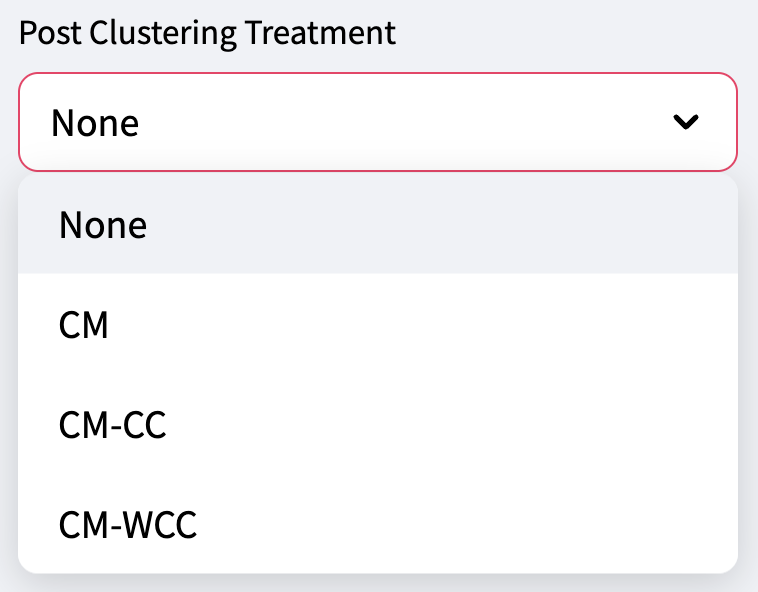 Post Clustering Treatment
None
None
CM
CM-CC
CM-WCC